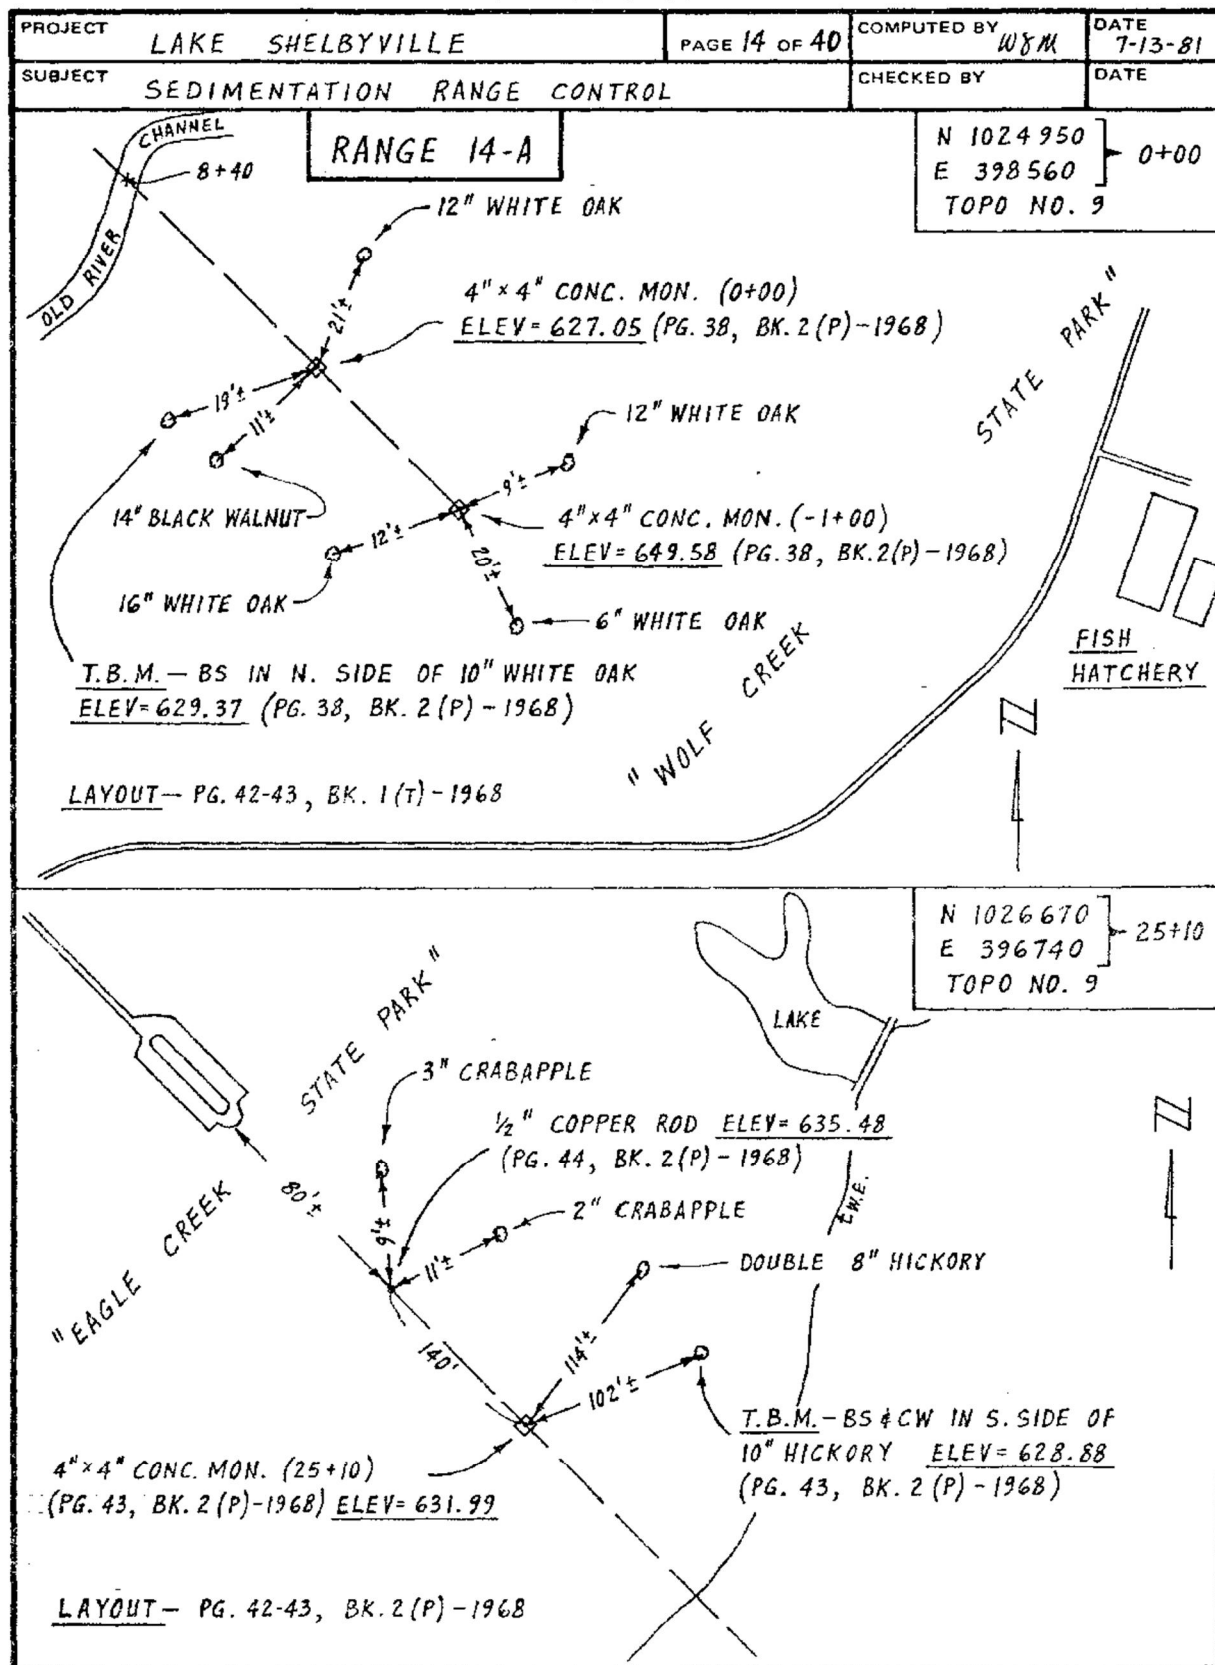 PROJECT LAKE SHELBYVILLE
PAGE 14 OF 40
COMPUTED BY W8M
DATE 7-13-81
SUBJECT SEDIMENTATION RANGE CONTROL
CHECKED BY
DATE
CHANNEL
OLD RIVER
8+40
RANGE 14-A
N 1024950
E 398560
0+00
TOPO NO. 9
12" WHITE OAK
21'±
4"×4" CONC. MON. (0+00)
ELEV=627.05 (PG. 38, BK. 2(P)-1968)
19'±
11'±
12" WHITE OAK
9'±
14" BLACK WALNUT
12'±
4"×4" CONC. MON. (-1+00)
ELEV=649.58 (PG.38, BK.2(P)-1968)
20'±
16" WHITE OAK
6" WHITE OAK
T.B.M.-BS IN N. SIDE OF 10" WHITE OAK
ELEV=629.37 (PG. 38, BK. 2(P)-1968)
LAYOUT- PG. 42-43, BK. 1(T)-1968
"WOLF CREEK STATE PARK"
FISH
HATCHERY
N
N 1026670
E 396740
25+10
TOPO NO. 9
"EAGLE CREEK STATE PARK"
LAKE
3" CRABAPPLE
½" COPPER ROD ELEV=635.48
(PG. 44, BK. 2(P)-1968)
80'±
9'±
11'±
2" CRABAPPLE
N
DOUBLE 8" HICKORY
140'
114'±
102'±
T.B.M.-BS & CW IN S. SIDE OF
10" HICKORY ELEV=628.88
(PG. 43, BK. 2(P)-1968)
4"×4" CONC. MON. (25+10)
(PG. 43, BK. 2(P)-1968) ELEV=631.99
LAYOUT- PG. 42-43, BK. 2(P)-1968